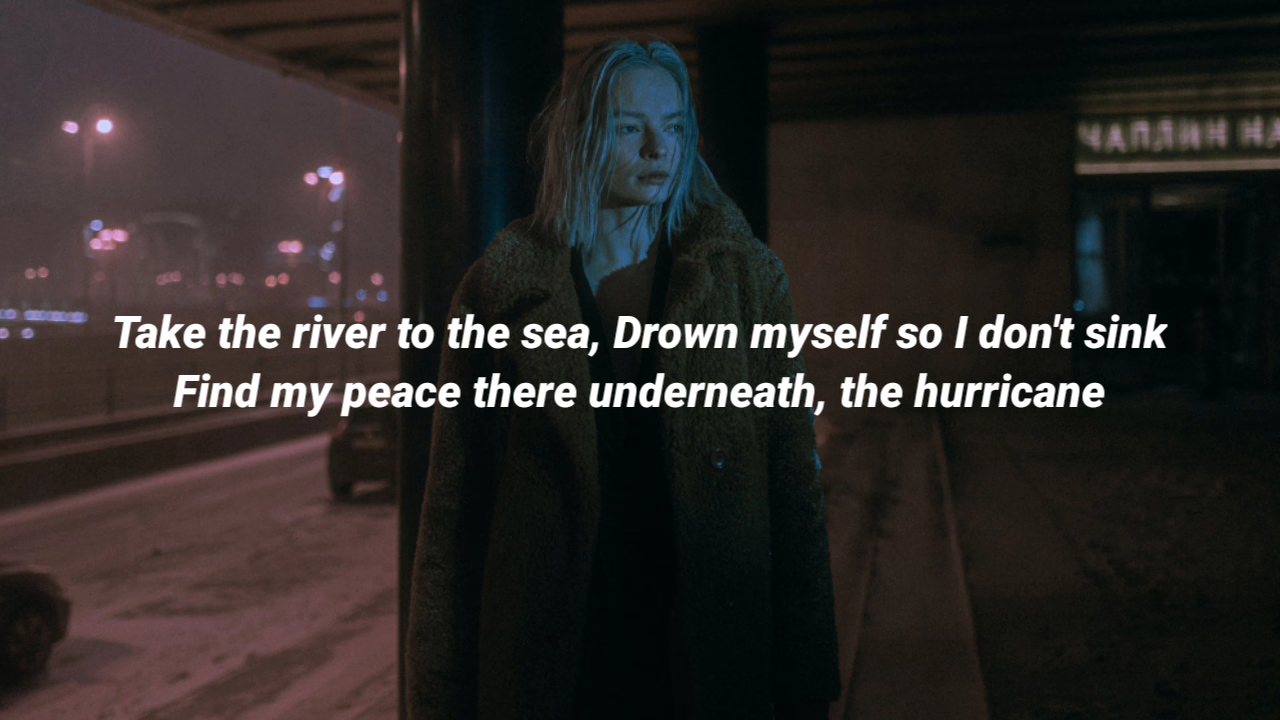 ЧАПЛИН НА
Take the river to the sea, Drown myself so I don't sink
Find my peace there underneath, the hurricane